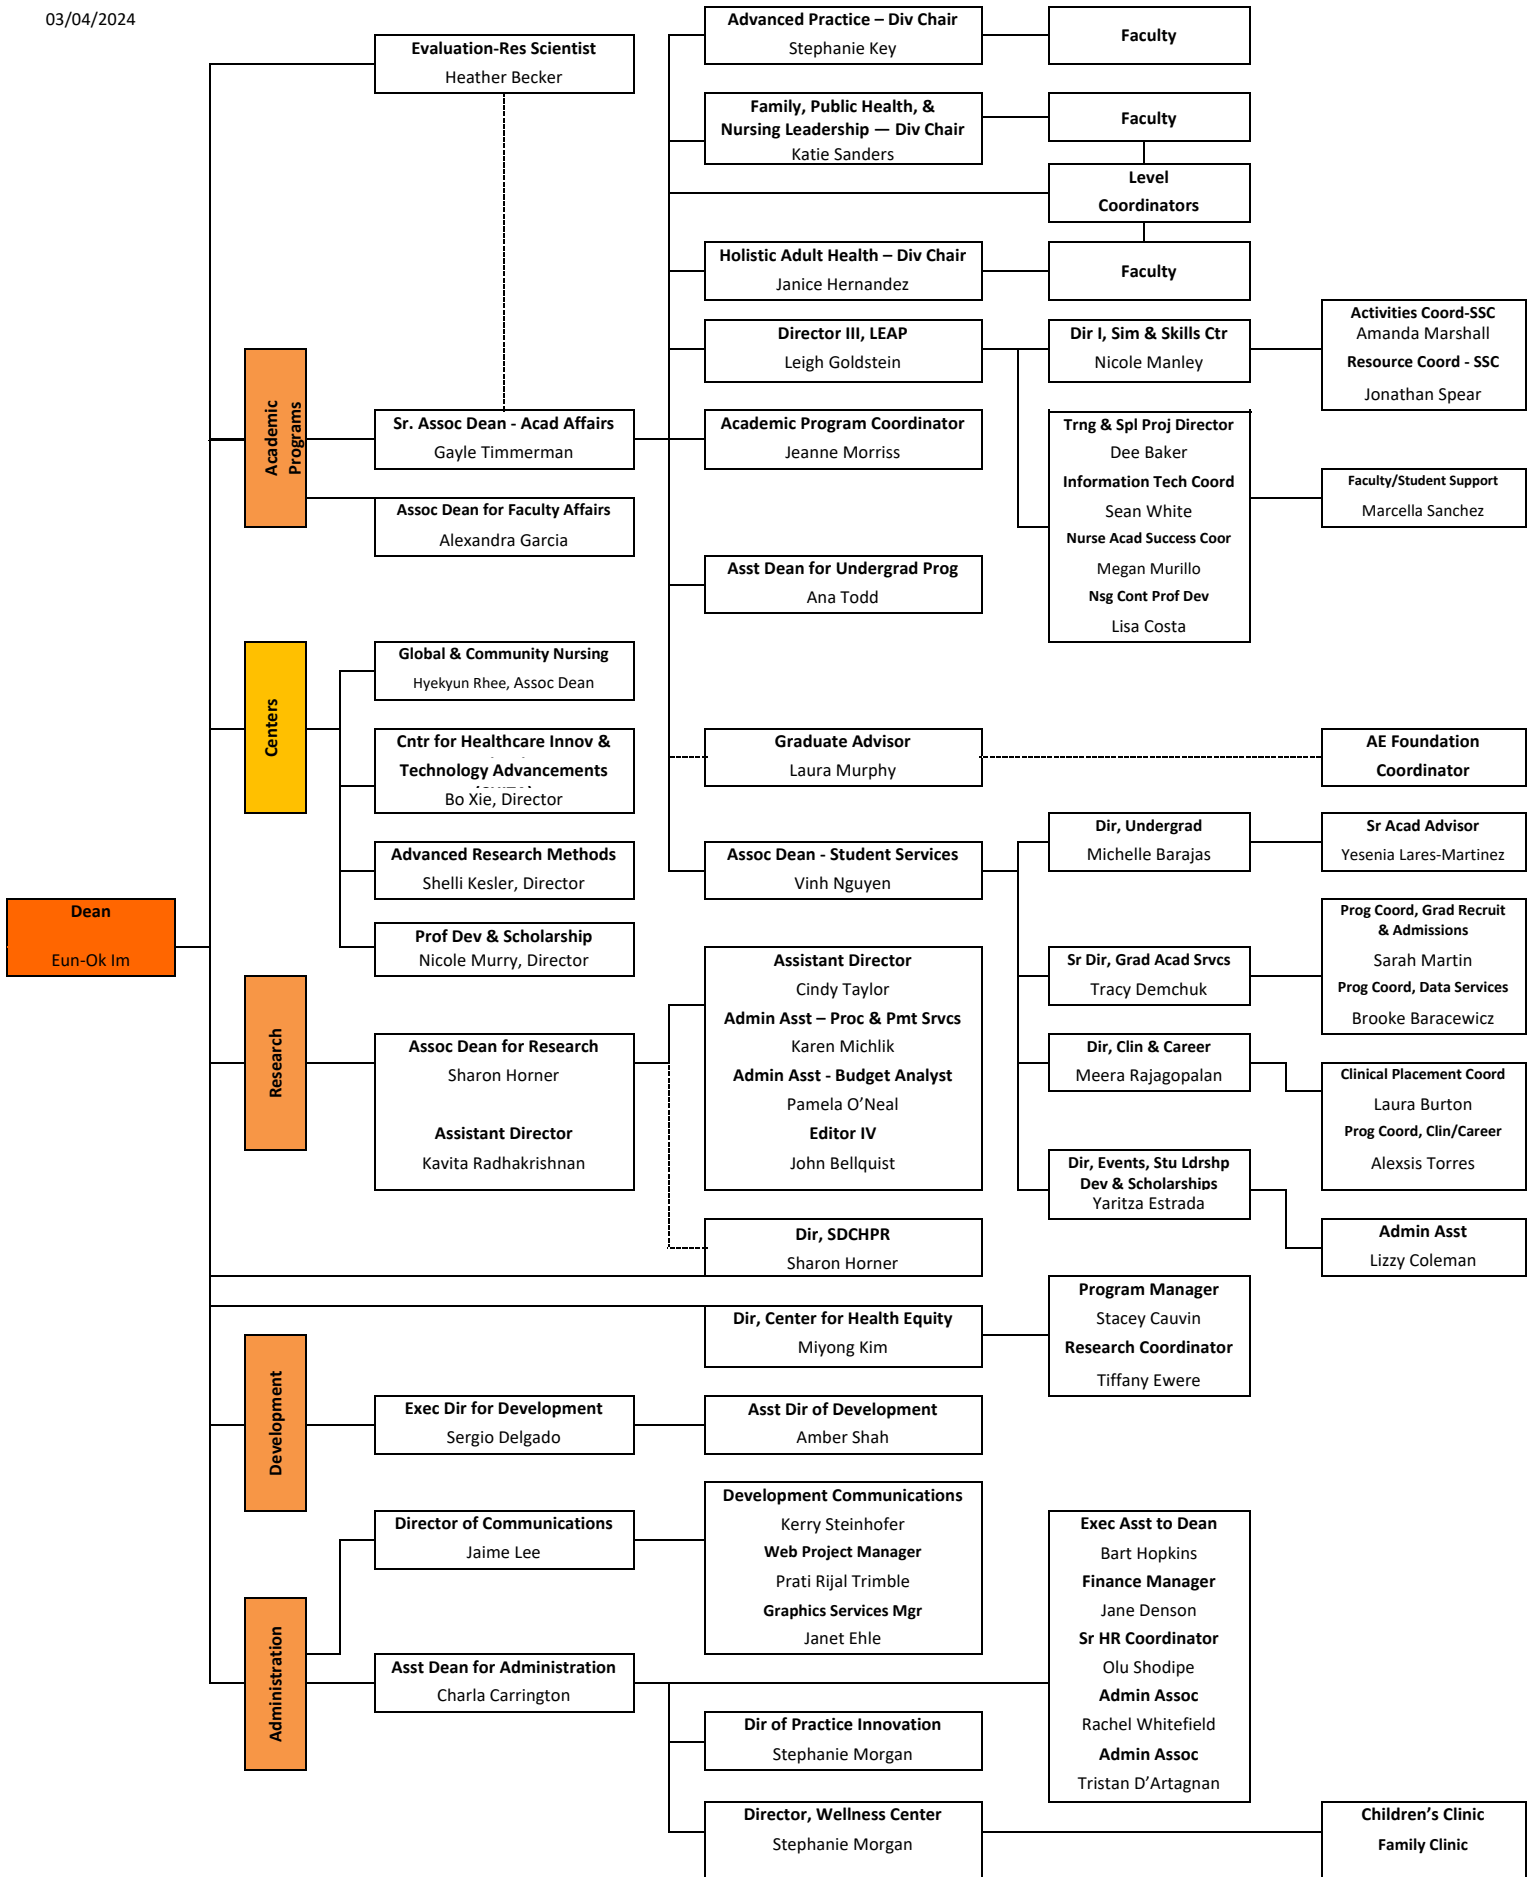 03/04/2024
Evaluation-Res Scientist
Heather Becker
Advanced Practice – Div Chair
Stephanie Key
Faculty
Family, Public Health, &
Nursing Leadership — Div Chair
Katie Sanders
Faculty
Level
Coordinators
Holistic Adult Health – Div Chair
Janice Hernandez
Faculty
Director III, LEAP
Leigh Goldstein
Dir I, Sim & Skills Ctr
Nicole Manley
Activities Coord-SSC
Amanda Marshall
Resource Coord - SSC
Jonathan Spear
Academic
Programs
Sr. Assoc Dean - Acad Affairs
Gayle Timmerman
Academic Program Coordinator
Jeanne Morriss
Trng & Spl Proj Director
Dee Baker
Information Tech Coord
Sean White
Nurse Acad Success Coor
Megan Murillo
Nsg Cont Prof Dev
Lisa Costa
Faculty/Student Support
Marcella Sanchez
Assoc Dean for Faculty Affairs
Alexandra Garcia
Asst Dean for Undergrad Prog
Ana Todd
Centers
Global & Community Nursing
Hyekyun Rhee, Assoc Dean
Cntr for Healthcare Innov &
Technology Advancements
Bo Xie, Director
Graduate Advisor
Laura Murphy
AE Foundation
Coordinator
Advanced Research Methods
Shelli Kesler, Director
Assoc Dean - Student Services
Vinh Nguyen
Dir, Undergrad
Michelle Barajas
Sr Acad Advisor
Yesenia Lares-Martinez
Dean
Eun-Ok Im
Prof Dev & Scholarship
Nicole Murry, Director
Sr Dir, Grad Acad Srvcs
Tracy Demchuk
Prog Coord, Grad Recruit
& Admissions
Sarah Martin
Prog Coord, Data Services
Brooke Baracewicz
Research
Assoc Dean for Research
Sharon Horner
Assistant Director
Kavita Radhakrishnan
Assistant Director
Cindy Taylor
Admin Asst – Proc & Pmt Srvcs
Karen Michlik
Admin Asst - Budget Analyst
Pamela O’Neal
Editor IV
John Bellquist
Dir, Clin & Career
Meera Rajagopalan
Clinical Placement Coord
Laura Burton
Prog Coord, Clin/Career
Alexsis Torres
Dir, Events, Stu Ldrshp
Dev & Scholarships
Yaritza Estrada
Admin Asst
Lizzy Coleman
Dir, SDCHPR
Sharon Horner
Dir, Center for Health Equity
Miyong Kim
Program Manager
Stacey Cauvin
Research Coordinator
Tiffany Ewere
Development
Exec Dir for Development
Sergio Delgado
Asst Dir of Development
Amber Shah
Administration
Director of Communications
Jaime Lee
Development Communications
Kerry Steinhofer
Web Project Manager
Prati Rijal Trimble
Graphics Services Mgr
Janet Ehle
Asst Dean for Administration
Charla Carrington
Exec Asst to Dean
Bart Hopkins
Finance Manager
Jane Denson
Sr HR Coordinator
Olu Shodipe
Admin Assoc
Rachel Whitefield
Admin Assoc
Tristan D’Artagnan
Dir of Practice Innovation
Stephanie Morgan
Director, Wellness Center
Stephanie Morgan
Children’s Clinic
Family Clinic